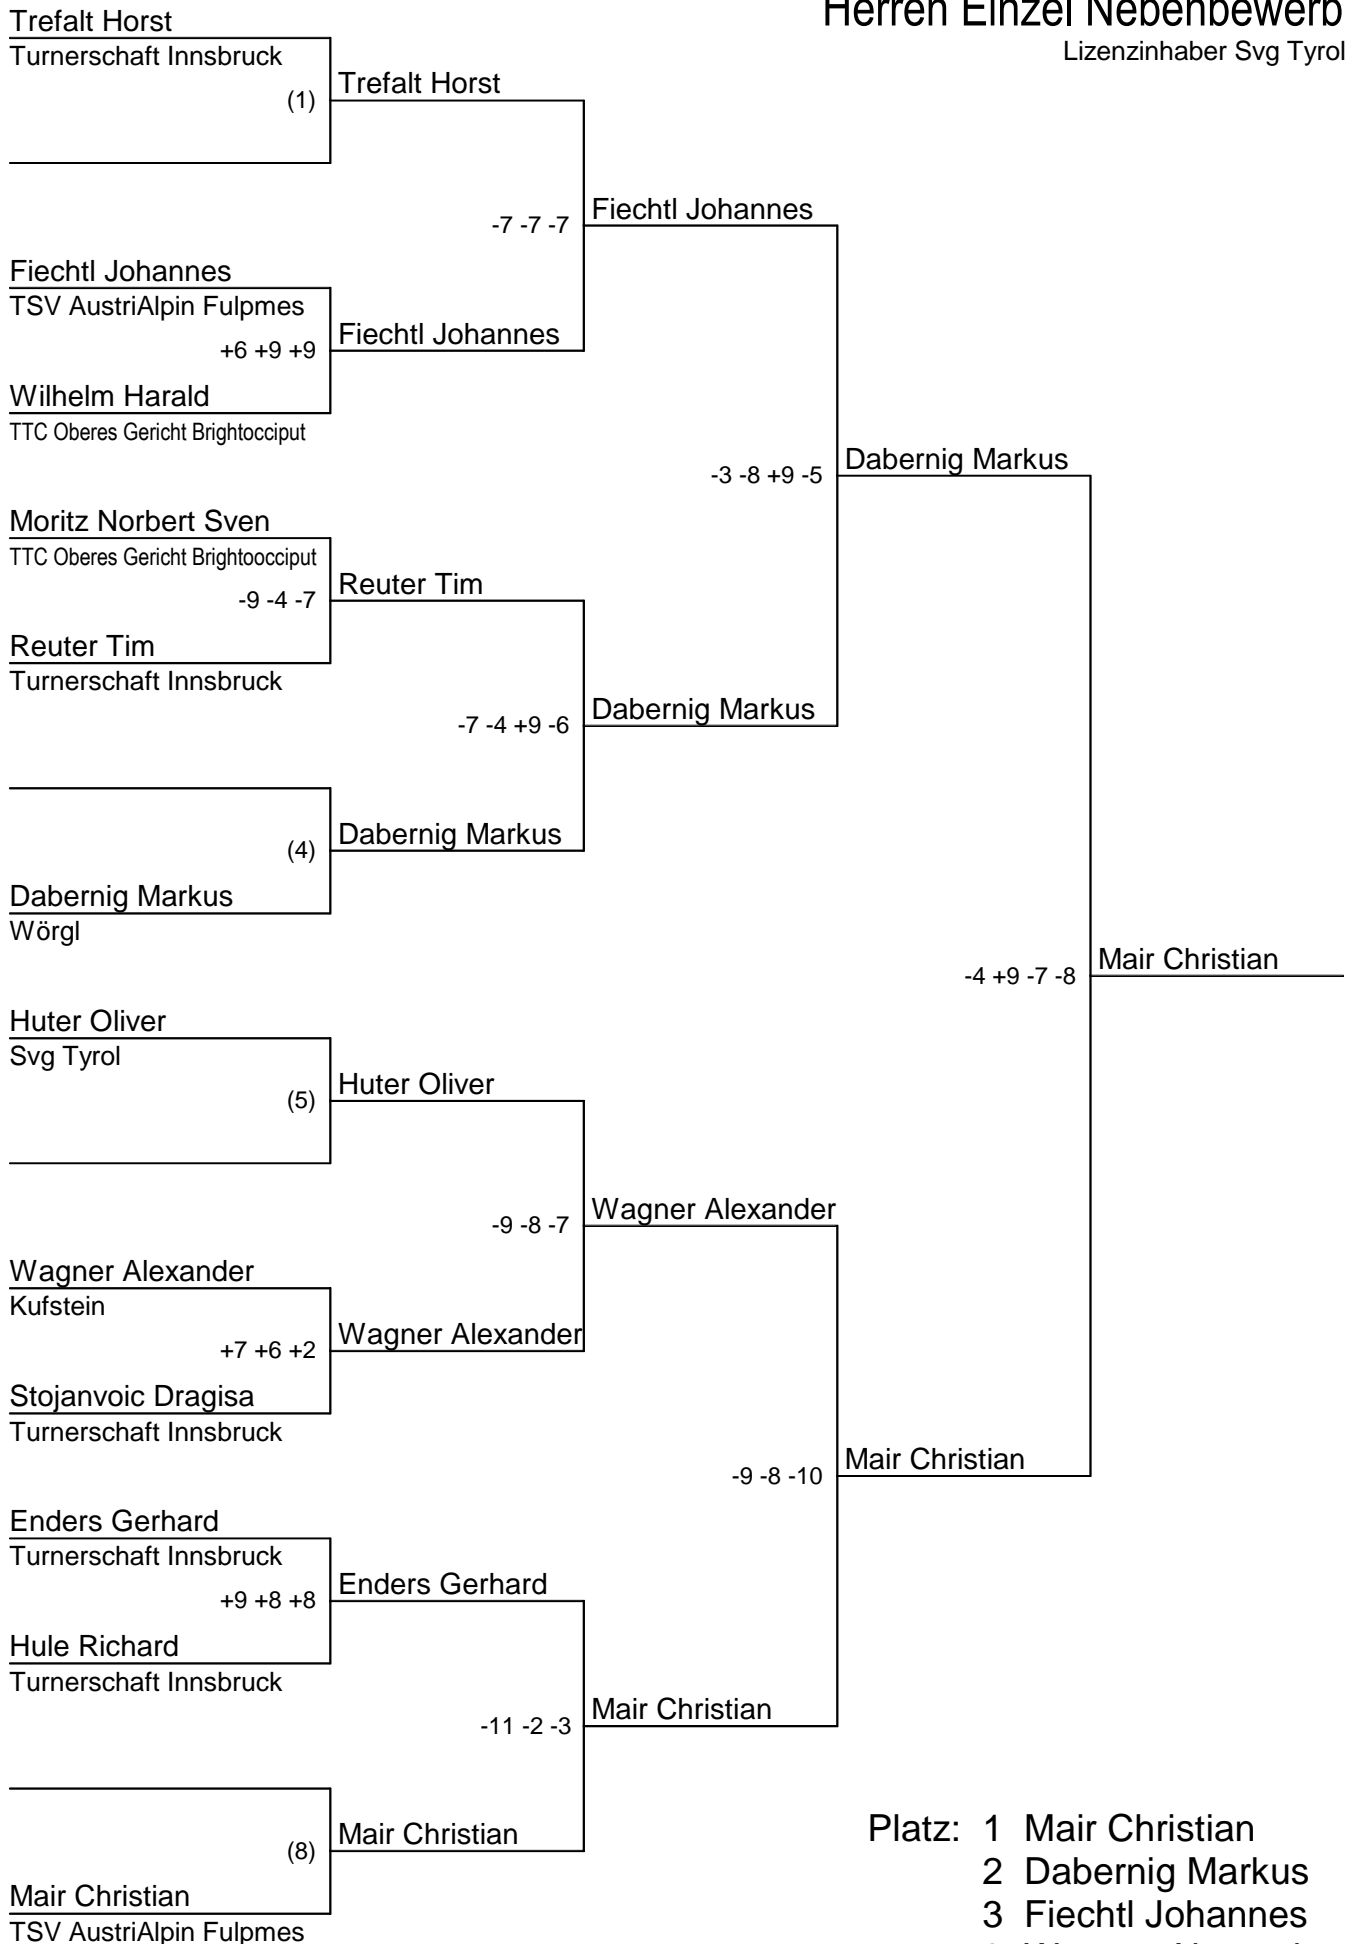 Herren Einzel Nebenbewerb
Lizenzinhaber Svg Tyrol
Trefalt Horst
Turnerschaft Innsbruck
(1)
Trefalt Horst
-7 -7 -7
Fiechtl Johannes
Fiechtl Johannes
TSV AustriAlpin Fulpmes
+6 +9 +9
Fiechtl Johannes
Wilhelm Harald
TTC Oberes Gericht Brightocciput
-3 -8 +9 -5
Dabernig Markus
Moritz Norbert Sven
TTC Oberes Gericht Brightoocciput
-9 -4 -7
Reuter Tim
Reuter Tim
Turnerschaft Innsbruck
-7 -4 +9 -6
Dabernig Markus
(4)
Dabernig Markus
Dabernig Markus
Wörgl
-4 +9 -7 -8
Mair Christian
Huter Oliver
Svg Tyrol
(5)
Huter Oliver
-9 -8 -7
Wagner Alexander
Wagner Alexander
Kufstein
+7 +6 +2
Wagner Alexander
Stojanvoic Dragisa
Turnerschaft Innsbruck
-9 -8 -10
Mair Christian
Enders Gerhard
Turnerschaft Innsbruck
+9 +8 +8
Enders Gerhard
Hule Richard
Turnerschaft Innsbruck
-11 -2 -3
Mair Christian
(8)
Mair Christian
Mair Christian
TSV AustriAlpin Fulpmes
Platz: 1 Mair Christian
2 Dabernig Markus
3 Fiechtl Johannes